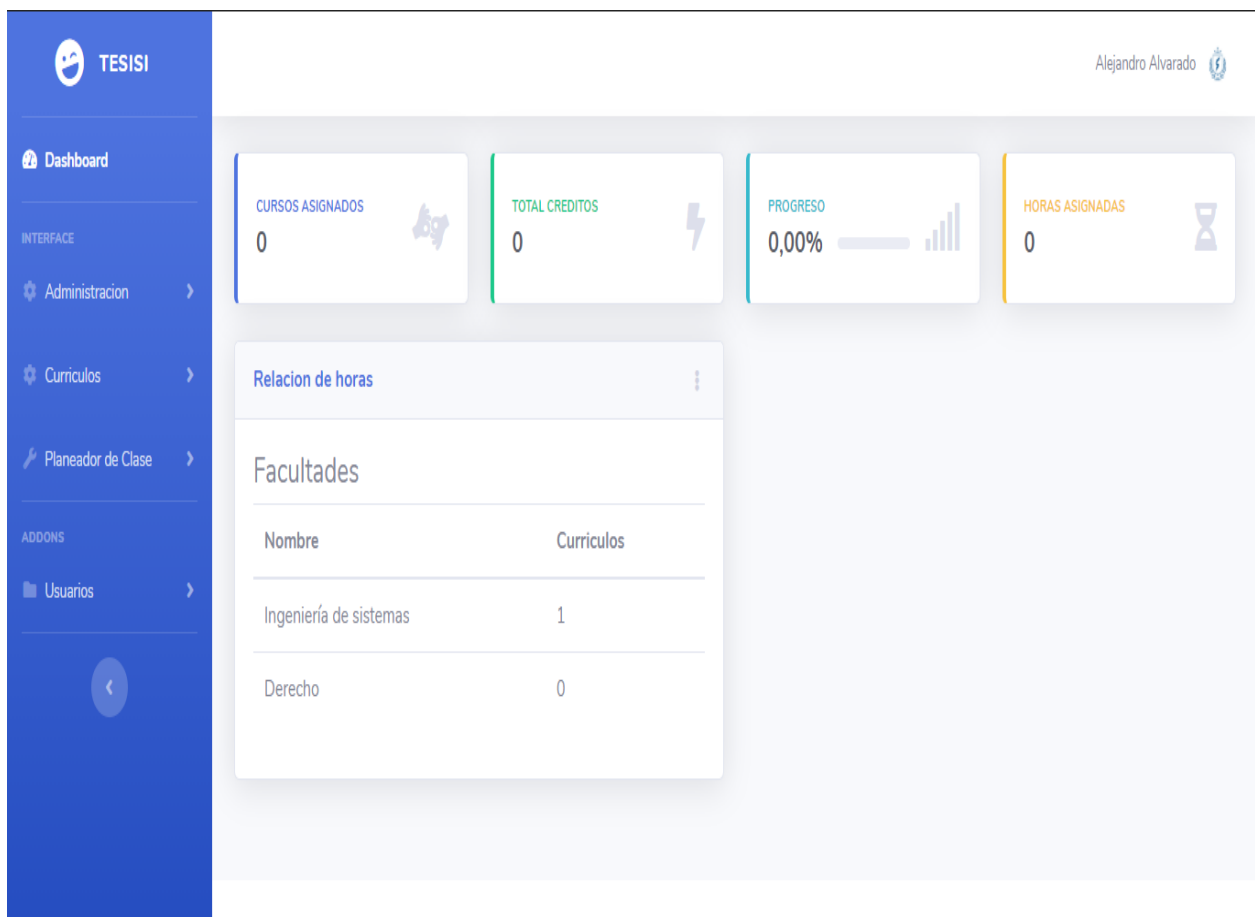 TESISI
Alejandro Alvarado
Dashboard
INTERFACE
Administracion
Curriculos
Planeador de Clase
ADDONS
Usuarios
CURSOS ASIGNADOS
0
TOTAL CREDITOS
0
PROGRESO
0,00%
HORAS ASIGNADAS
0
Relacion de horas
Facultades
Nombre Curriculos
Ingeniería de sistemas 1
Derecho 0